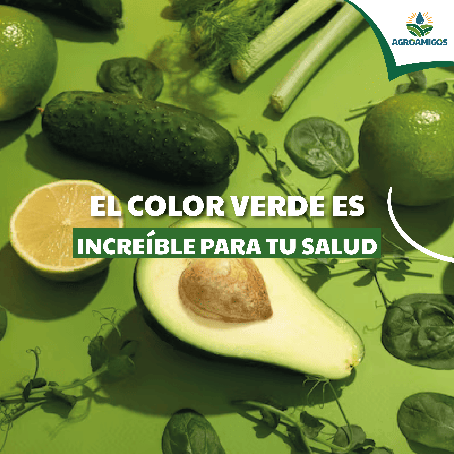 AGROAMIGOS
EL COLOR VERDE ES
INCREÍBLE PARA TU SALUD